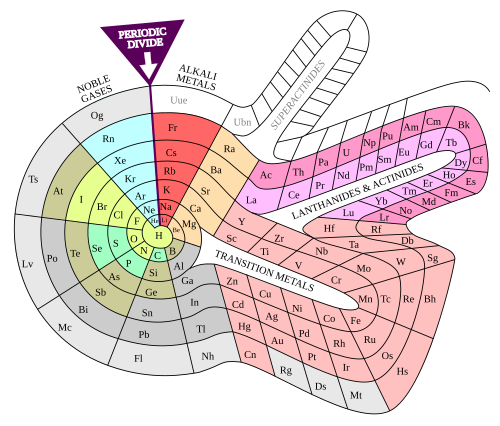 PERIODIC
DIVIDE
NOBLE
GASES
ALKALI
METALS
SUPERACTINIDES
Uue
Ubn
Og
Rn
Fr
Xe
Cs
Kr
Rb
Ar
K
Ne
Na
He
Li
H
Ra
Ba
Sr
Ca
Mg
Be
Ts
At
I
Br
Cl
F
Lv
Po
Te
Se
S
O
Mc
Bi
Sb
As
P
N
Fl
Pb
Sn
Ge
Si
C
Nh
Tl
In
Ga
Al
B
Ac
Th
Pa
U
Np
Pu
Am
Cm
Bk
La
Ce
Pr
Nd
Pm
Sm
Eu
Gd
Tb
Dy
Cf
LANTHANIDES & ACTINIDES
Ho
Es
Er
Fm
Tm
Md
Yb
No
Lu
Lr
Y
Sc
Hf
Rf
Zr
Ti
Ta
Db
Nb
V
W
Sg
Mo
Cr
TRANSITION METALS
Mn
Tc
Re
Bh
Zn
Cu
Ni
Co
Fe
Cd
Ag
Pd
Rh
Ru
Hg
Au
Pt
Ir
Os
Cn
Rg
Ds
Mt
Hs